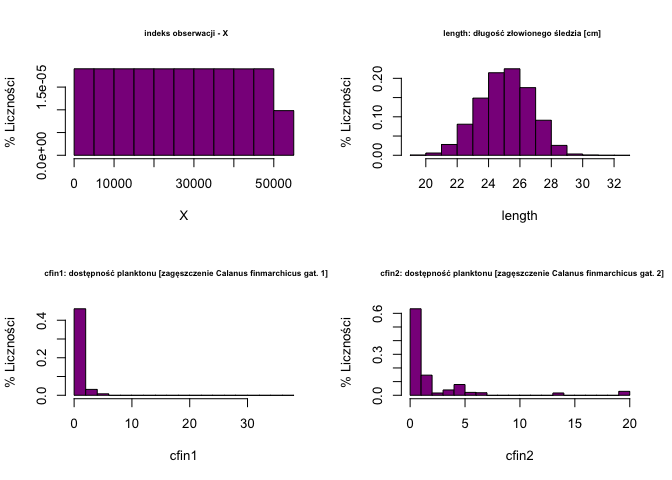 indeks obserwacji - X
% Liczności
0.0e+00
1.5e-05
0
10000
30000
50000
X
length: długość złowionego śledzia [cm]
% Liczności
0.00
0.10
0.20
20
22
24
26
28
30
32
length
cfin1: dostępność planktonu [zagęszczenie Calanus finmarchicus gat. 1]
% Liczności
0.0
0.2
0.4
0
10
20
30
cfin1
cfin2: dostępność planktonu [zagęszczenie Calanus finmarchicus gat. 2]
% Liczności
0.0
0.3
0.6
0
5
10
15
20
cfin2